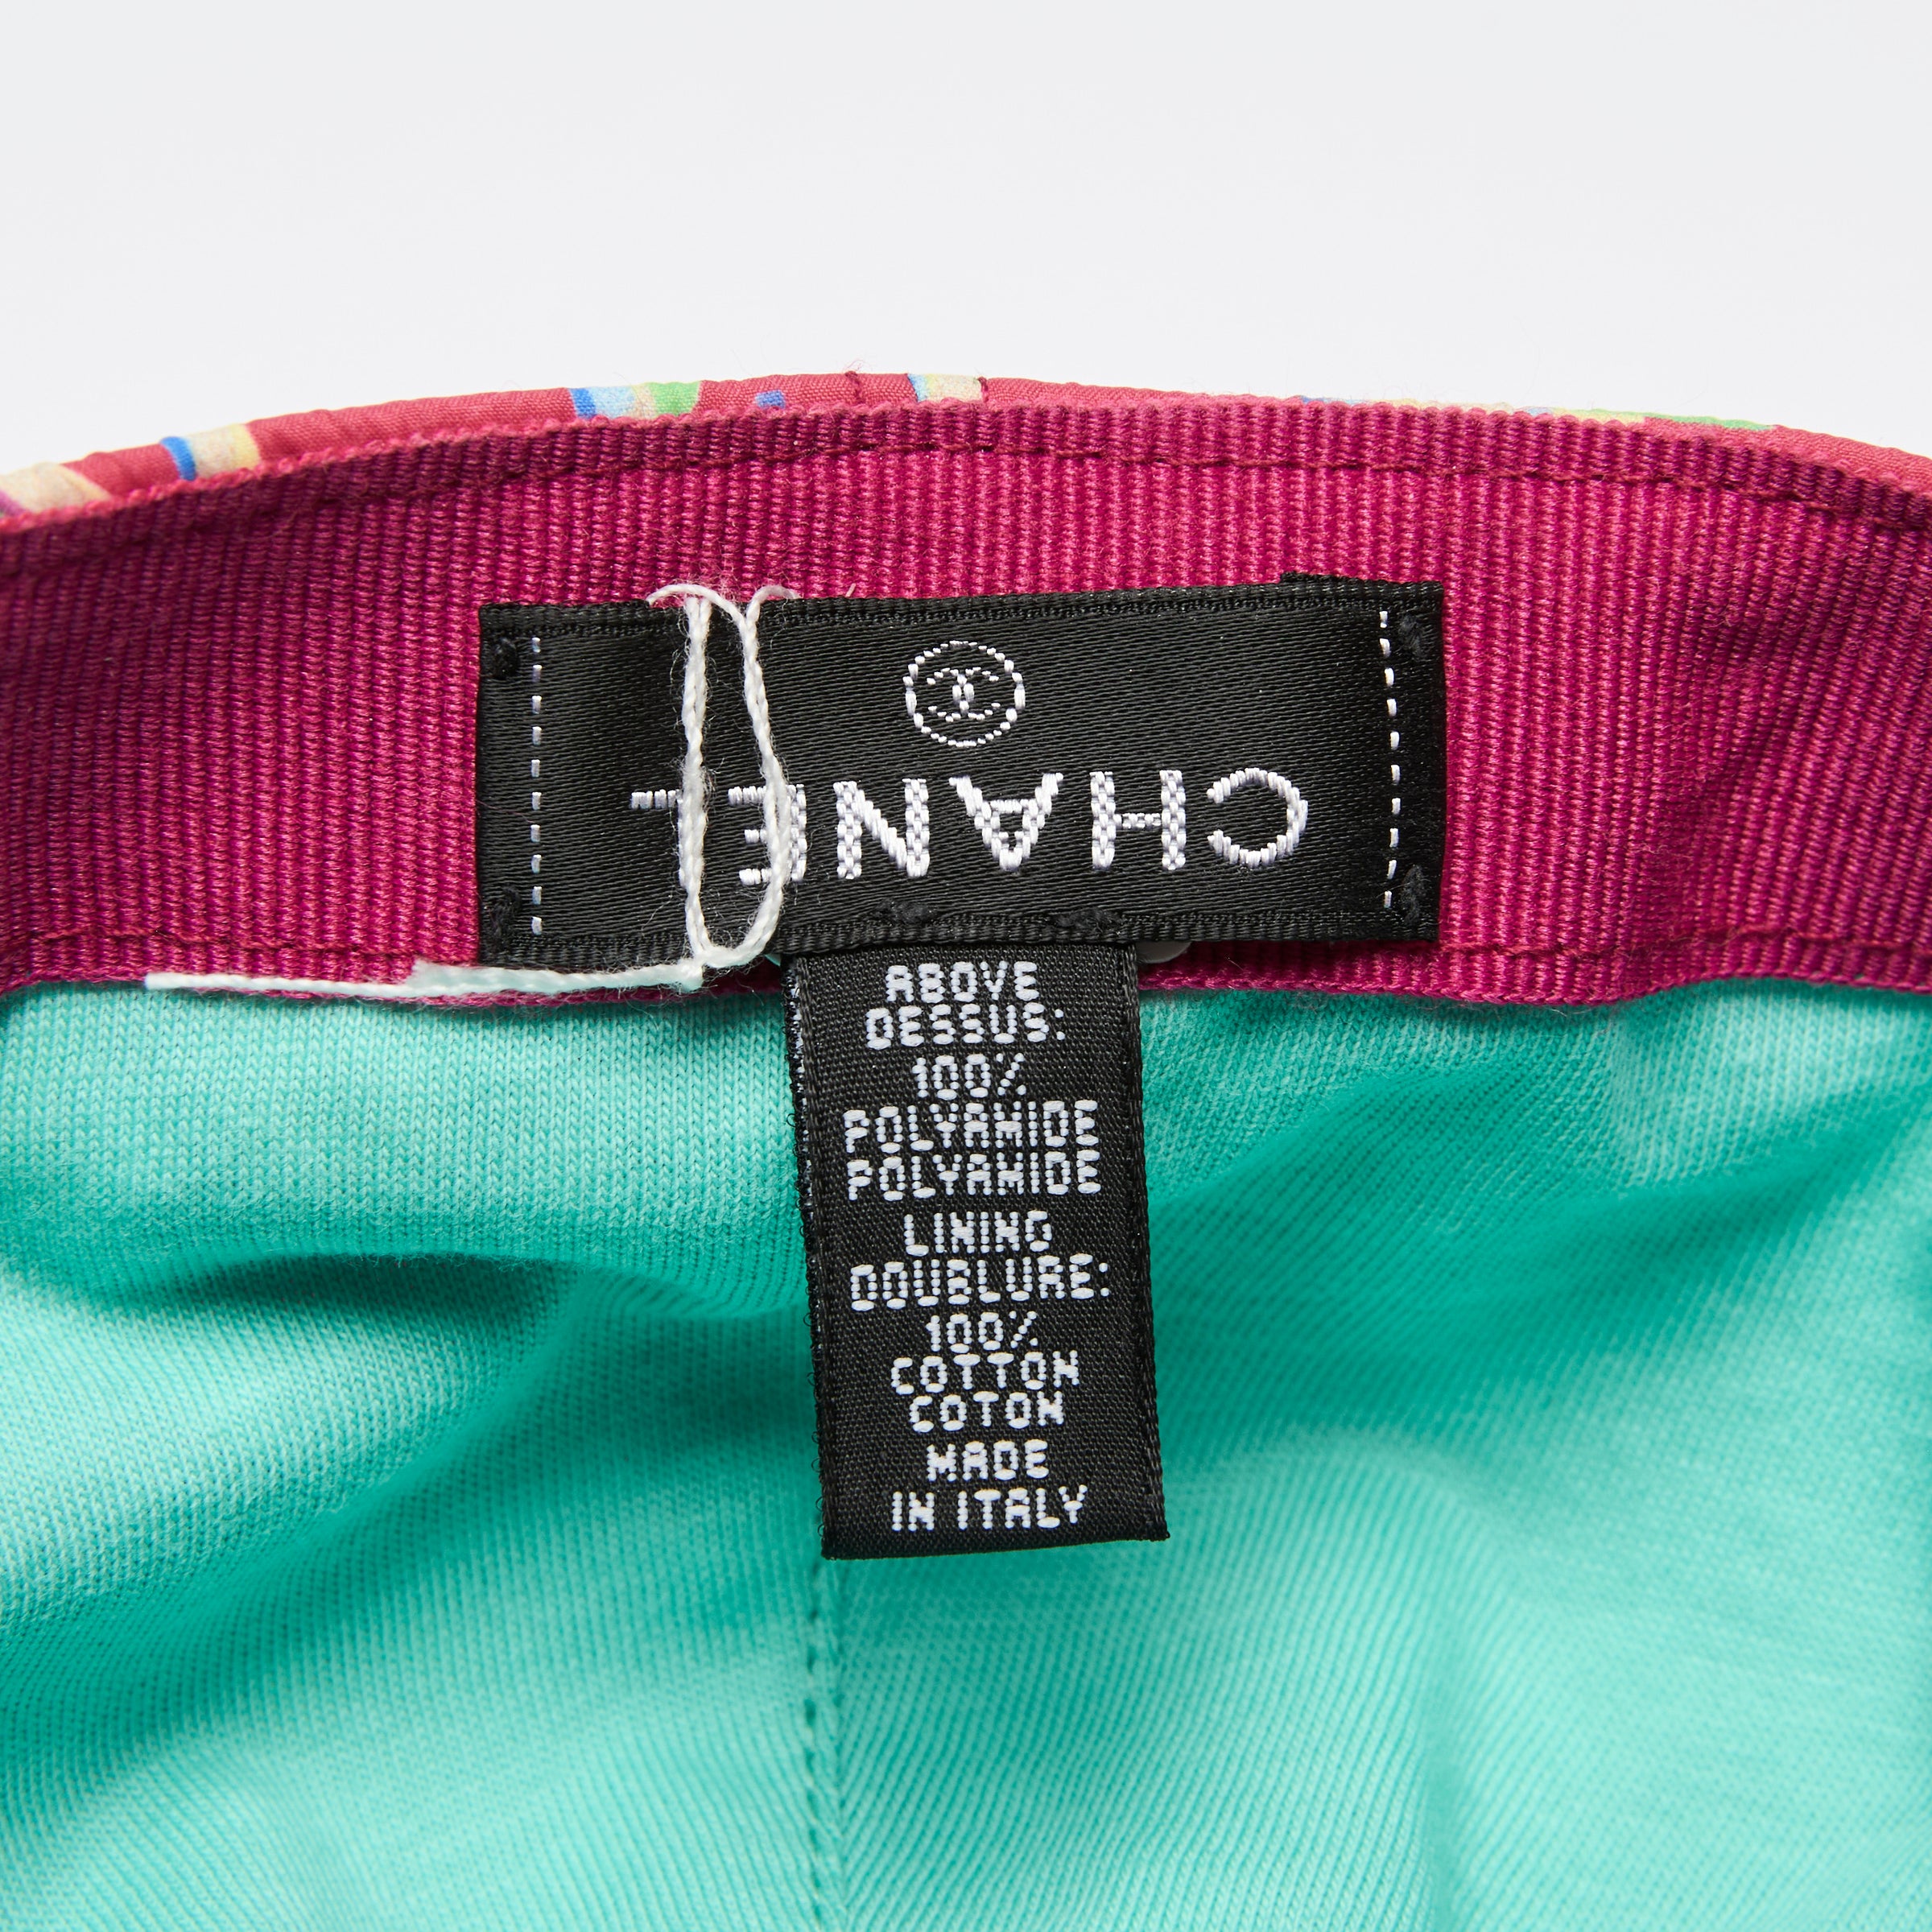 CHANEL
ABOVE
DESSUS:
100%
POLYAMIDE
POLYAMIDE
LINING
DOUBLURE:
100%
COTTON
COTON
MADE
IN ITALY